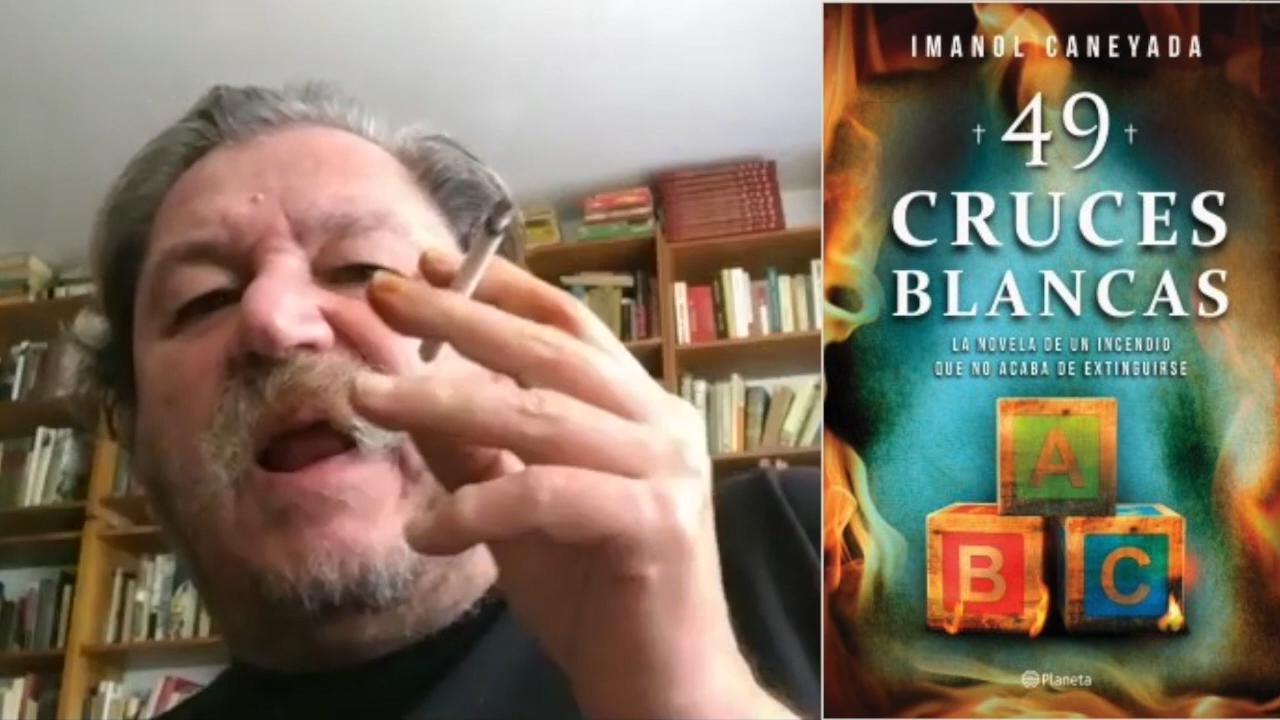 IMANOL CANEYADA
49
CRUCES
BLANCAS
LA NOVELA DE UN INCENDIO
QUE NO ACABA DE EXTINGUIRSE
A
B C
Planeta